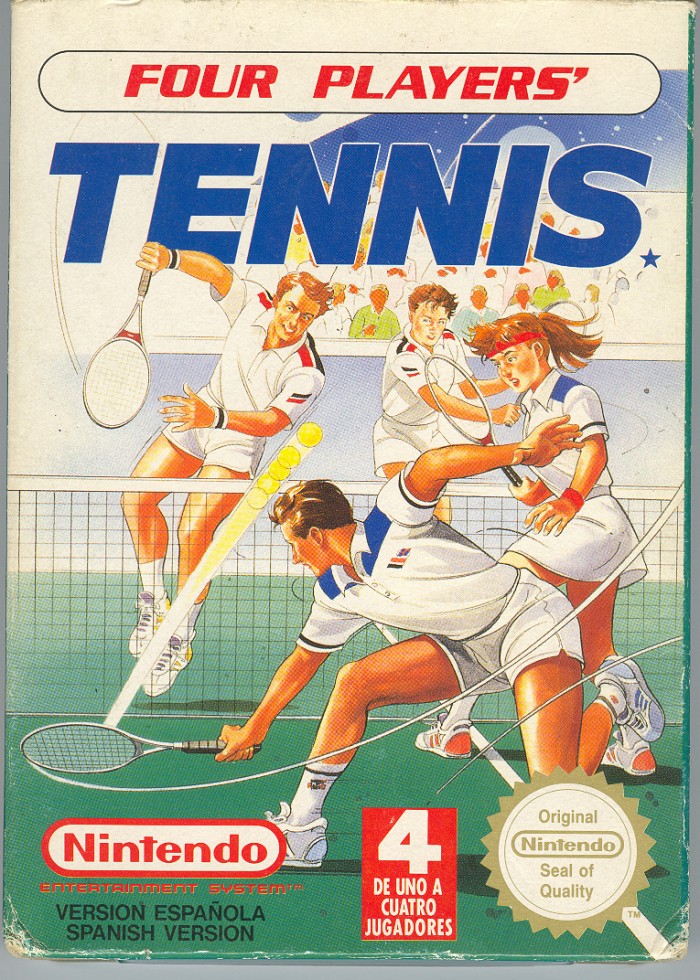 FOUR PLAYERS'
TENNIS
Nintendo
ENTERTAINMENT SYSTEM™
VERSION ESPAÑOLA
SPANISH VERSION
4
DE UNO A
CUATRO
JUGADORES
Original
Nintendo
Seal of
Quality
TM